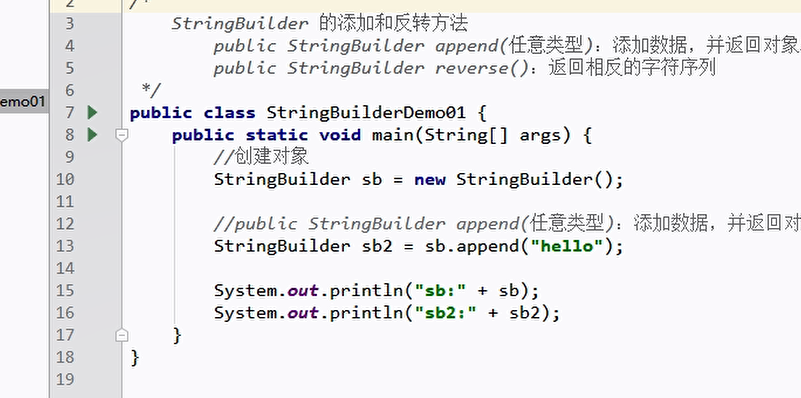 2 /*
3 StringBuilder 的添加和反转方法
4 public StringBuilder append(任意类型)：添加数据，并返回对象
5 public StringBuilder reverse()：返回相反的字符序列
6 */
emo01
7 public class StringBuilderDemo01 {
8 public static void main(String[] args) {
9 //创建对象
10 StringBuilder sb = new StringBuilder();
11
12 //public StringBuilder append(任意类型)：添加数据，并返回对
13 StringBuilder sb2 = sb.append("hello");
14
15 System.out.println("sb:" + sb);
16 System.out.println("sb2:" + sb2);
17 }
18 }
19